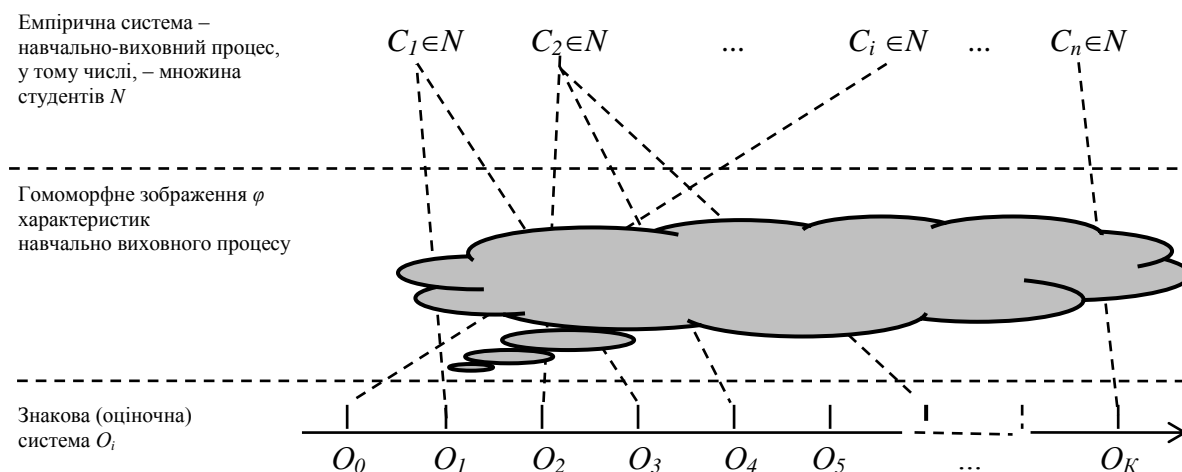 Емпірична система –
навчально-виховний процес,
у тому числі, – множина
студентів N
C1∈N C2∈N ... Ci∈N ... Cn∈N
Гомоморфне зображення φ
характеристик
навчально виховного процесу
Знакова (оціночна)
система Oi
O0 O1 O2 O3 O4 O5 ... OK